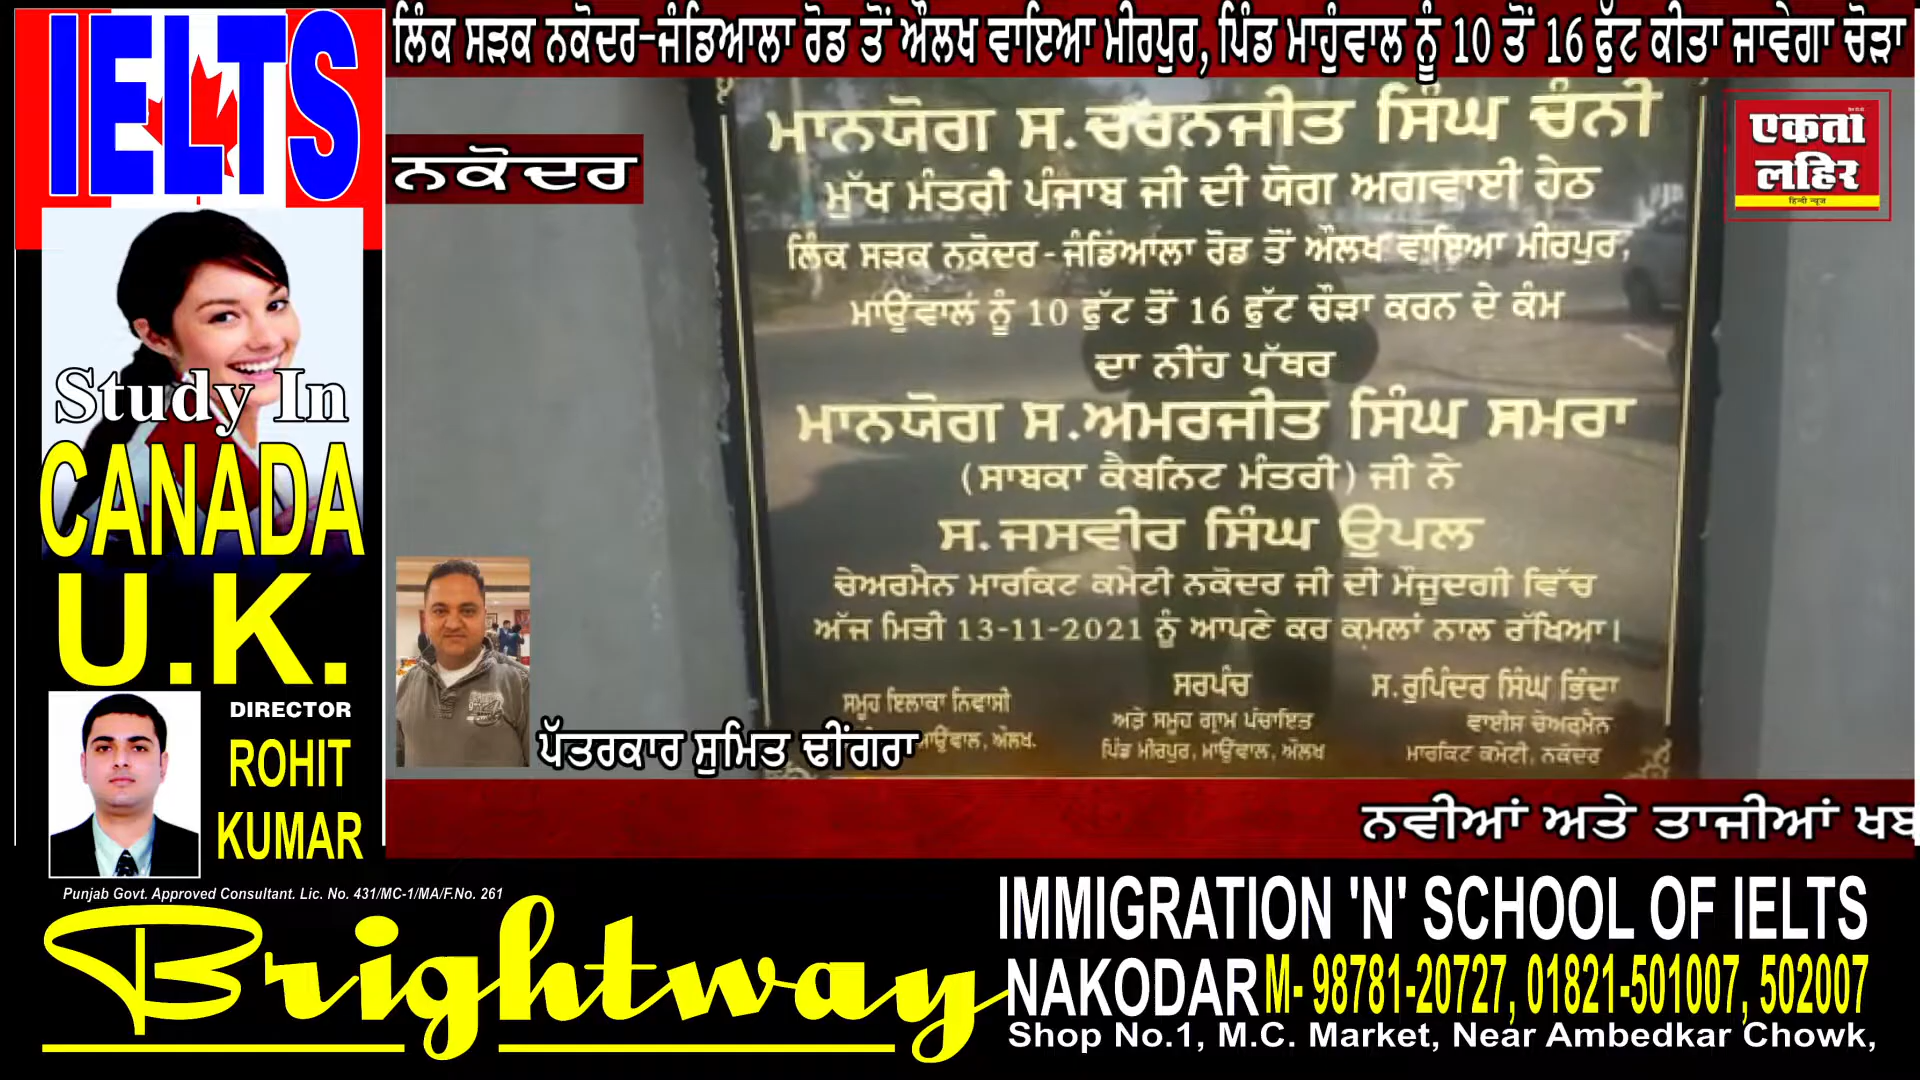 ਲਿੰਕ ਸੜਕ ਨਕੋਦਰ-ਜੰਡਿਆਲਾ ਰੋਡ ਤੋਂ ਔਲਖ ਵਾਇਆ ਮੀਰਪੁਰ, ਪਿੰਡ ਮਾਹੁੰਵਾਲ ਨੂੰ 10 ਤੋਂ 16 ਫੁੱਟ ਕੀਤਾ ਜਾਵੇਗਾ ਚੋੜਾ
IELTS
Study In
CANADA
U.K.
DIRECTOR
ROHIT
KUMAR
ਨਕੋਦਰ
एकता
लहिर
हिन्दी न्यूज
ਮਾਨਯੋਗ ਸ.ਚਰਨਜੀਤ ਸਿੰਘ ਚੰਨੀ
ਮੁੱਖ ਮੰਤਰੀ ਪੰਜਾਬ ਜੀ ਦੀ ਯੋਗ ਅਗਵਾਈ ਹੇਠ
ਲਿੰਕ ਸੜਕ ਨਕੋਦਰ-ਜੰਡਿਆਲਾ ਰੋਡ ਤੋਂ ਔਲਖ ਵਾਇਆ ਮੀਰਪੁਰ,
ਮਾਉਂਵਾਲ ਨੂੰ 10 ਫੁੱਟ ਤੋਂ 16 ਫੁੱਟ ਚੌੜਾ ਕਰਨ ਦੇ ਕੰਮ
ਦਾ ਨੀਂਹ ਪੱਥਰ
ਮਾਨਯੋਗ ਸ.ਅਮਰਜੀਤ ਸਿੰਘ ਸਮਰਾ
(ਸਾਬਕਾ ਕੈਬਨਿਟ ਮੰਤਰੀ) ਜੀ ਨੇ
ਸ.ਜਸਵੀਰ ਸਿੰਘ ਉਪਲ
ਚੇਅਰਮੈਨ ਮਾਰਕਿਟ ਕਮੇਟੀ ਨਕੋਦਰ ਜੀ ਦੀ ਮੌਜੂਦਗੀ ਵਿੱਚ
ਅੱਜ ਮਿਤੀ 13-11-2021 ਨੂੰ ਆਪਣੇ ਕਰ ਕਮਲਾਂ ਨਾਲ ਰੱਖਿਆ।
ਸਮੂਹ ਇਲਾਕਾ ਨਿਵਾਸੀ
ਮਾਉਂਵਾਲ, ਔਲਖ.
ਸਰਪੰਚ
ਅਤੇ ਸਮੂਹ ਗ੍ਰਾਮ ਪੰਚਾਇਤ
ਪਿੰਡ ਮੀਰਪੁਰ, ਮਾਉਂਵਾਲ, ਔਲਖ
ਸ.ਰੁਪਿੰਦਰ ਸਿੰਘ ਭਿੰਦਾ
ਵਾਈਸ ਚੇਅਰਮੈਨ
ਮਾਰਕਿਟ ਕਮੇਟੀ, ਨਕੋਦਰ
ਪੱਤਰਕਾਰ ਸੁਮਿਤ ਢੀਂਗਰਾ
ਨਵੀਆਂ ਅਤੇ ਤਾਜੀਆਂ ਖਬ
Punjab Govt. Approved Consultant. Lic. No. 431/MC-1/MA/F.No. 261
Brightway
IMMIGRATION 'N' SCHOOL OF IELTS
NAKODAR M- 98781-20727, 01821-501007, 502007
Shop No.1, M.C. Market, Near Ambedkar Chowk,